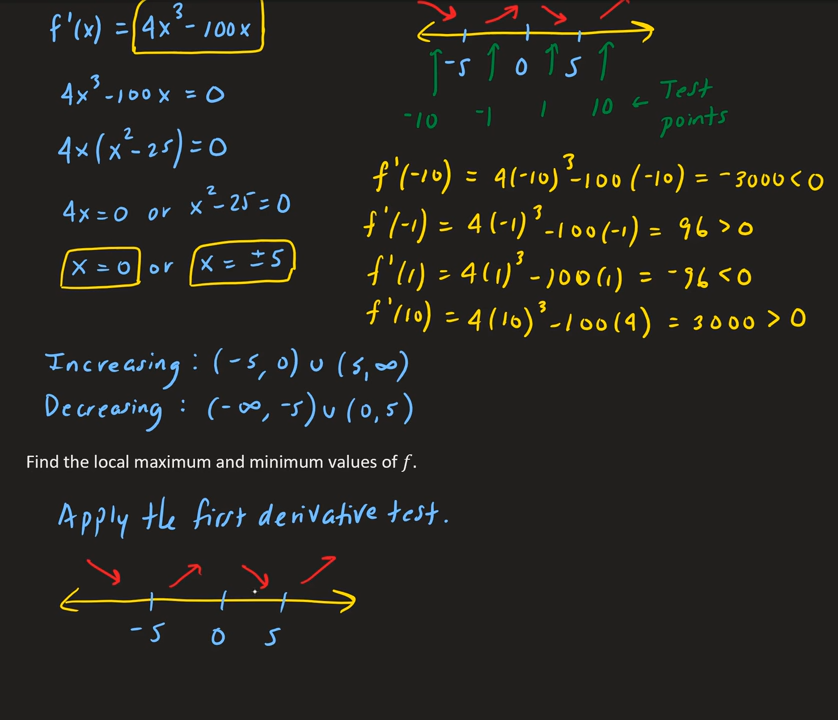 f'(x) = 4x³ - 100x
4x³ - 100x = 0
4x(x² - 25) = 0
4x = 0 or x² - 25 = 0
x = 0 or x = ±5
-5 0 5
-10 -1 1 10 ← Test points
f'(-10) = 4(-10)³ - 100(-10) = -3000 < 0
f'(-1) = 4(-1)³ - 100(-1) = 96 > 0
f'(1) = 4(1)³ - 100(1) = -96 < 0
f'(10) = 4(10)³ - 100(9) = 3000 > 0
Increasing : (-5, 0) ∪ (5, ∞)
Decreasing : (-∞, -5) ∪ (0, 5)
Find the local maximum and minimum values of f.
Apply the first derivative test.
-5 0 5